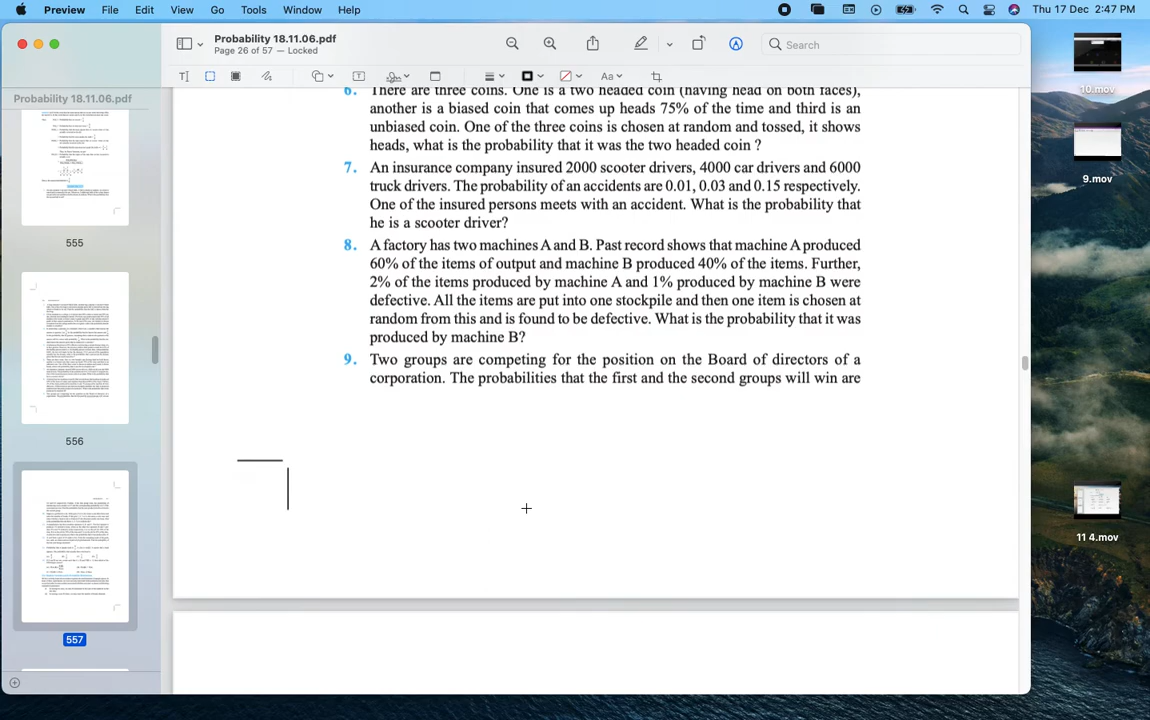 Preview File Edit View Go Tools Window Help
Thu 17 Dec 2:47 PM
Probability 18.11.06.pdf
Page 26 of 57 — Locked
Search
Aa
Probability 18.11.06.pdf
555
556
557
6. There are three coins. One is a two headed coin (having head on both faces),
another is a biased coin that comes up heads 75% of the time and third is an
unbiased coin. One of the three coins is chosen at random and tossed, it shows
heads, what is the probability that it was the two headed coin ?
7. An insurance company insured 2000 scooter drivers, 4000 car drivers and 6000
truck drivers. The probability of an accidents are 0.01, 0.03 and 0.15 respectively.
One of the insured persons meets with an accident. What is the probability that
he is a scooter driver?
8. A factory has two machines A and B. Past record shows that machine A produced
60% of the items of output and machine B produced 40% of the items. Further,
2% of the items produced by machine A and 1% produced by machine B were
defective. All the items are put into one stockpile and then one item is chosen at
random from this and is found to be defective. What is the probability that it was
produced by machine B?
9. Two groups are competing for the position on the Board of directors of a
corporation. The probabilities that the first and the second groups will win are
10.mov
9.mov
11 4.mov